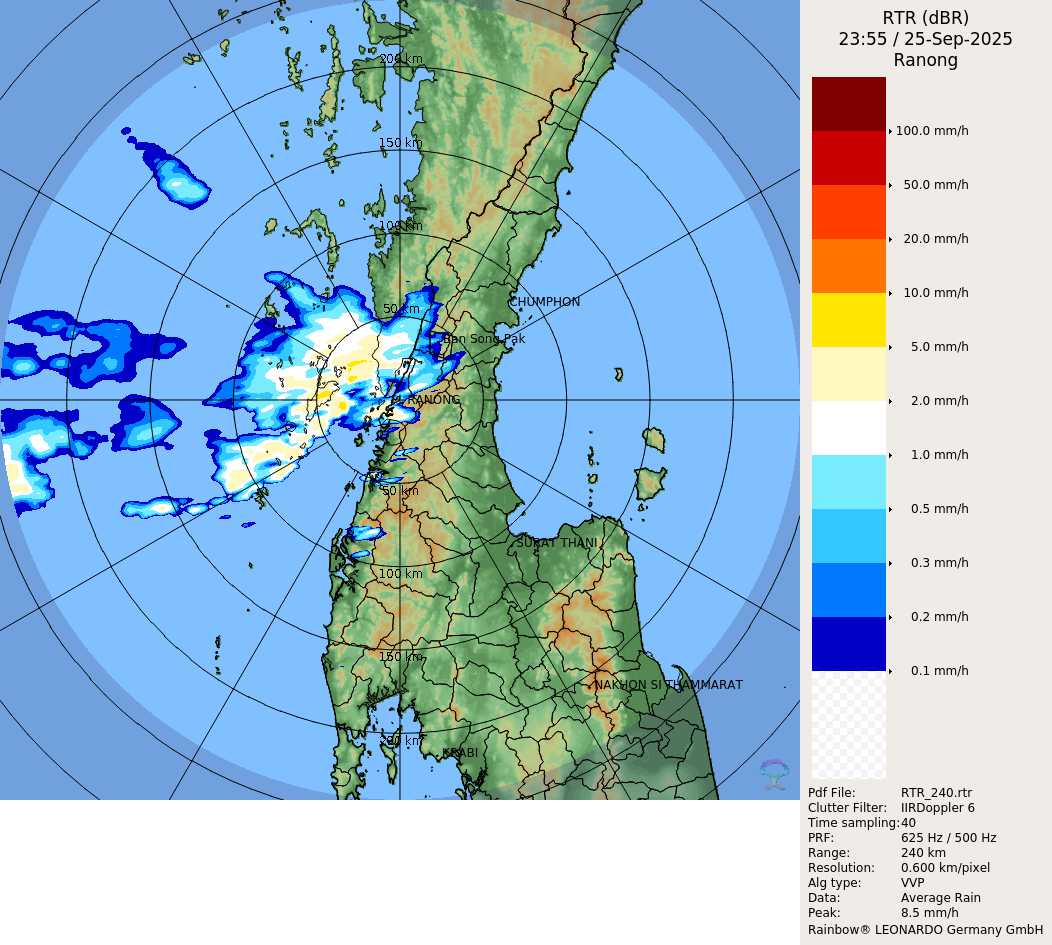 RTR (dBR)
23:55 / 25-Sep-2025
Ranong
100.0 mm/h
50.0 mm/h
20.0 mm/h
10.0 mm/h
5.0 mm/h
2.0 mm/h
1.0 mm/h
0.5 mm/h
0.3 mm/h
0.2 mm/h
0.1 mm/h
200 km
150 km
100 km
CHUMPHON
50 km
Ban Song Pak
RANONG
50 km
SURAT THANI
100 km
150 km
NAKHON SI THAMMARAT
200 km
KRABI
Pdf File: RTR_240.rtr
Clutter Filter: IIRDoppler 6
Time sampling:40
PRF: 625 Hz / 500 Hz
Range: 240 km
Resolution: 0.600 km/pixel
Alg type: VVP
Data: Average Rain
Peak: 8.5 mm/h
Rainbow® LEONARDO Germany GmbH